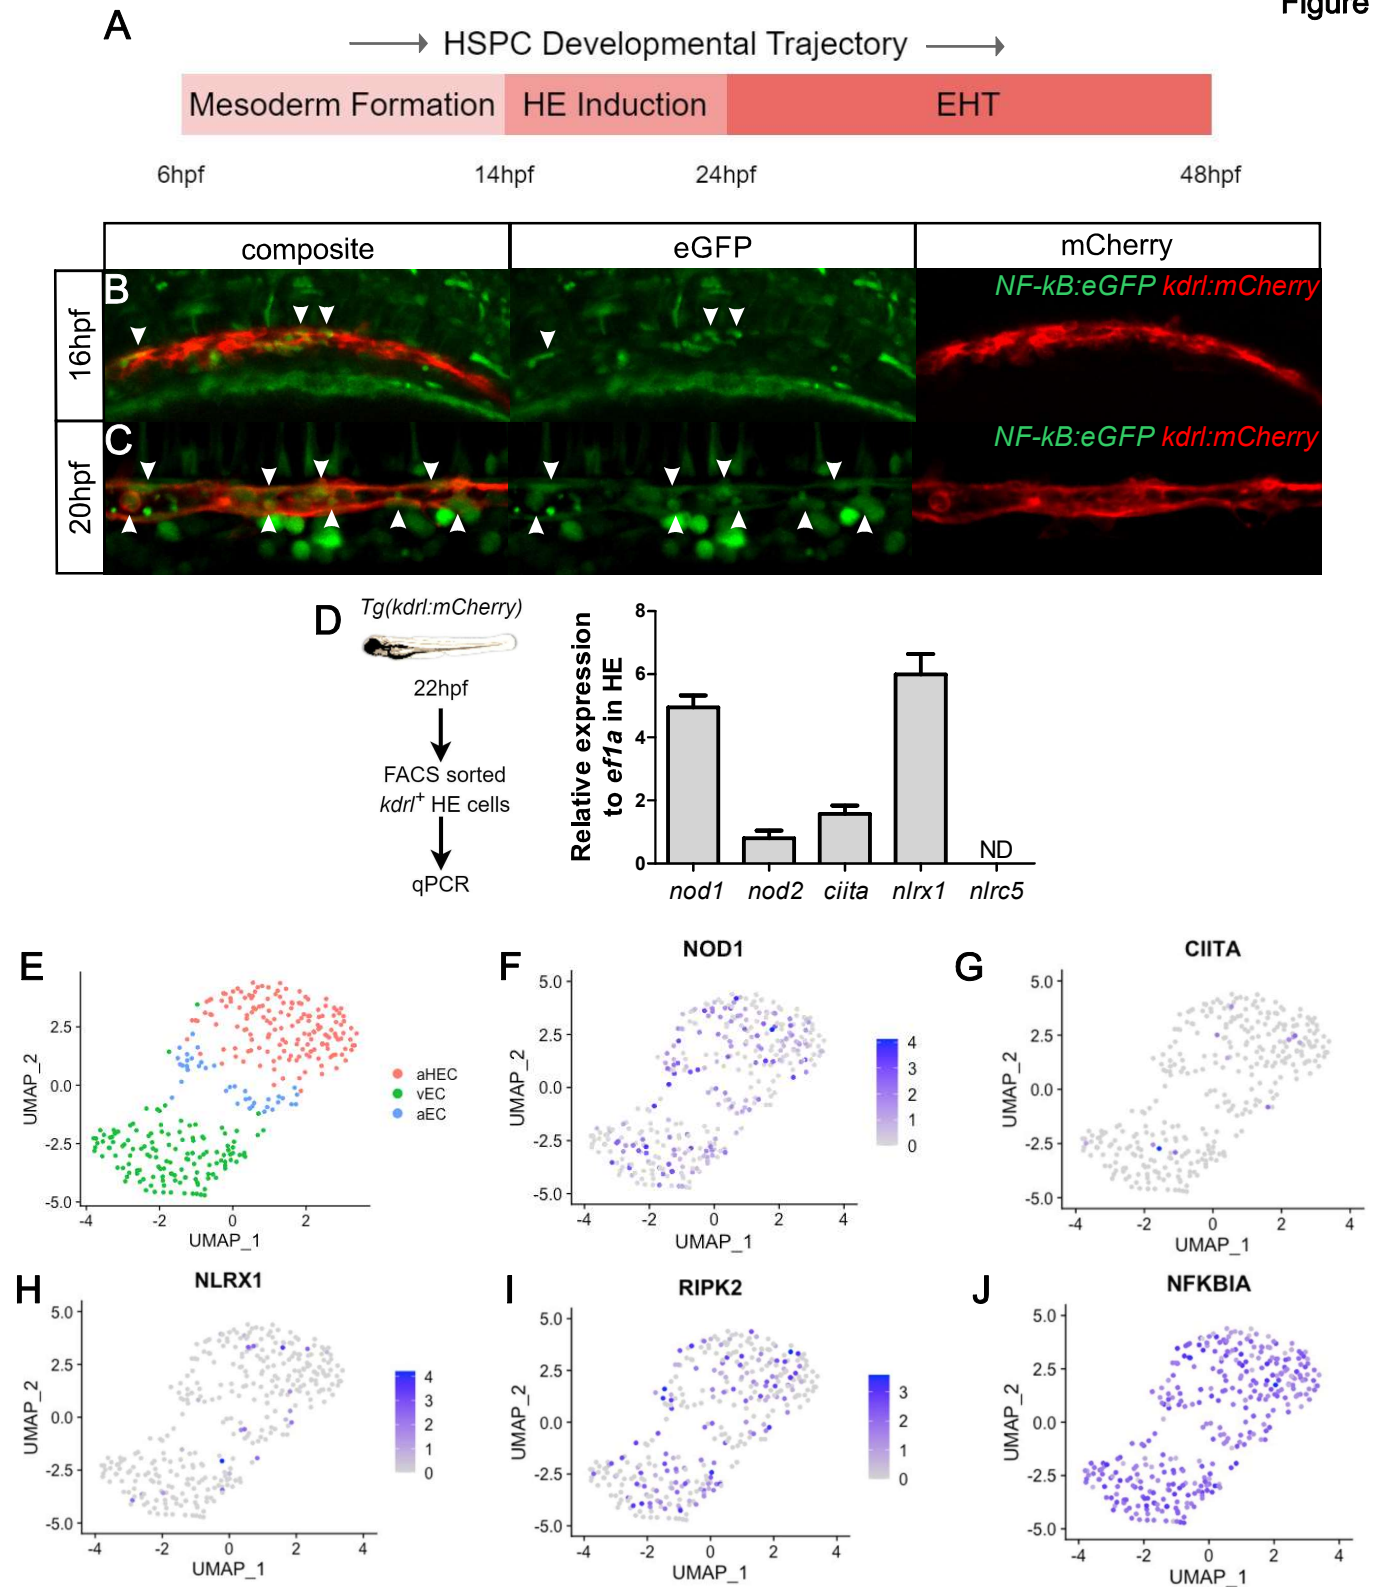 Figure
A
HSPC Developmental Trajectory
Mesoderm Formation
HE Induction
EHT
6hpf
14hpf
24hpf
48hpf
composite
eGFP
mCherry
16hpf
B
NF-kB:eGFP kdrl:mCherry
20hpf
C
NF-kB:eGFP kdrl:mCherry
D
Tg(kdrl:mCherry)
22hpf
FACS sorted
kdrl+ HE cells
qPCR
Relative expression
to ef1a in HE
8
6
4
2
0
ND
nod1
nod2
ciita
nlrx1
nlrc5
E
UMAP_2
2.5
0.0
-2.5
-5.0
-4
-2
0
2
UMAP_1
aHEC
vEC
aEC
F
NOD1
UMAP_2
5.0
2.5
0.0
-2.5
-5.0
-4
-2
0
2
4
UMAP_1
4
3
2
1
0
G
CIITA
UMAP_2
5.0
2.5
0.0
-2.5
-5.0
-4
-2
0
2
4
UMAP_1
H
NLRX1
UMAP_2
5.0
2.5
0.0
-2.5
-5.0
-4
-2
0
2
4
UMAP_1
4
3
2
1
0
I
RIPK2
UMAP_2
5.0
2.5
0.0
-2.5
-5.0
-4
-2
0
2
4
UMAP_1
3
2
1
0
J
NFKBIA
UMAP_2
5.0
2.5
0.0
-2.5
-5.0
-4
-2
0
2
4
UMAP_1